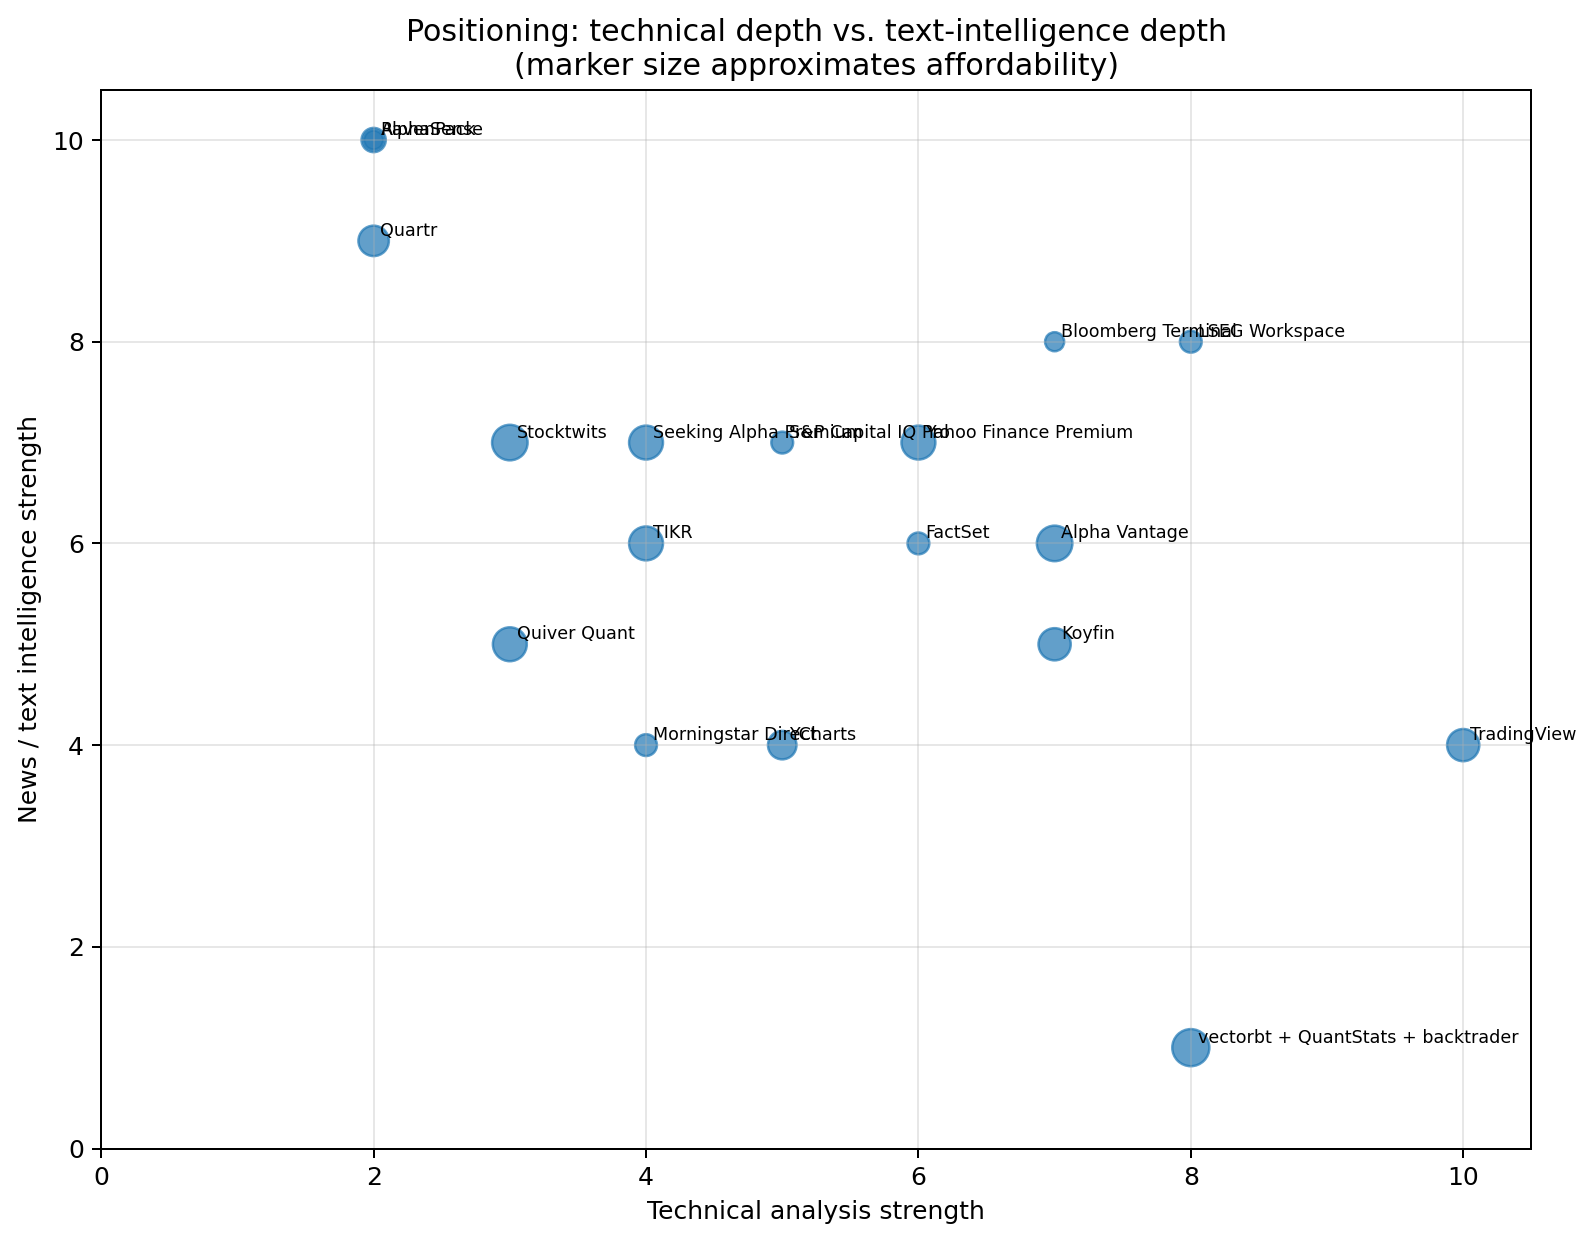 Positioning: technical depth vs. text-intelligence depth
(marker size approximates affordability)
10
AlphaSense
RavenPack
Quartr
8
Bloomberg Terminal
LSEG Workspace
Stocktwits
Seeking Alpha Premium
S&P Capital IQ Pro
Yahoo Finance Premium
6
TIKR
FactSet
Alpha Vantage
Quiver Quant
Koyfin
4
Morningstar Direct
YCharts
TradingView
2
vectorbt + QuantStats + backtrader
0
0 2 4 6 8 10
News / text intelligence strength
Technical analysis strength